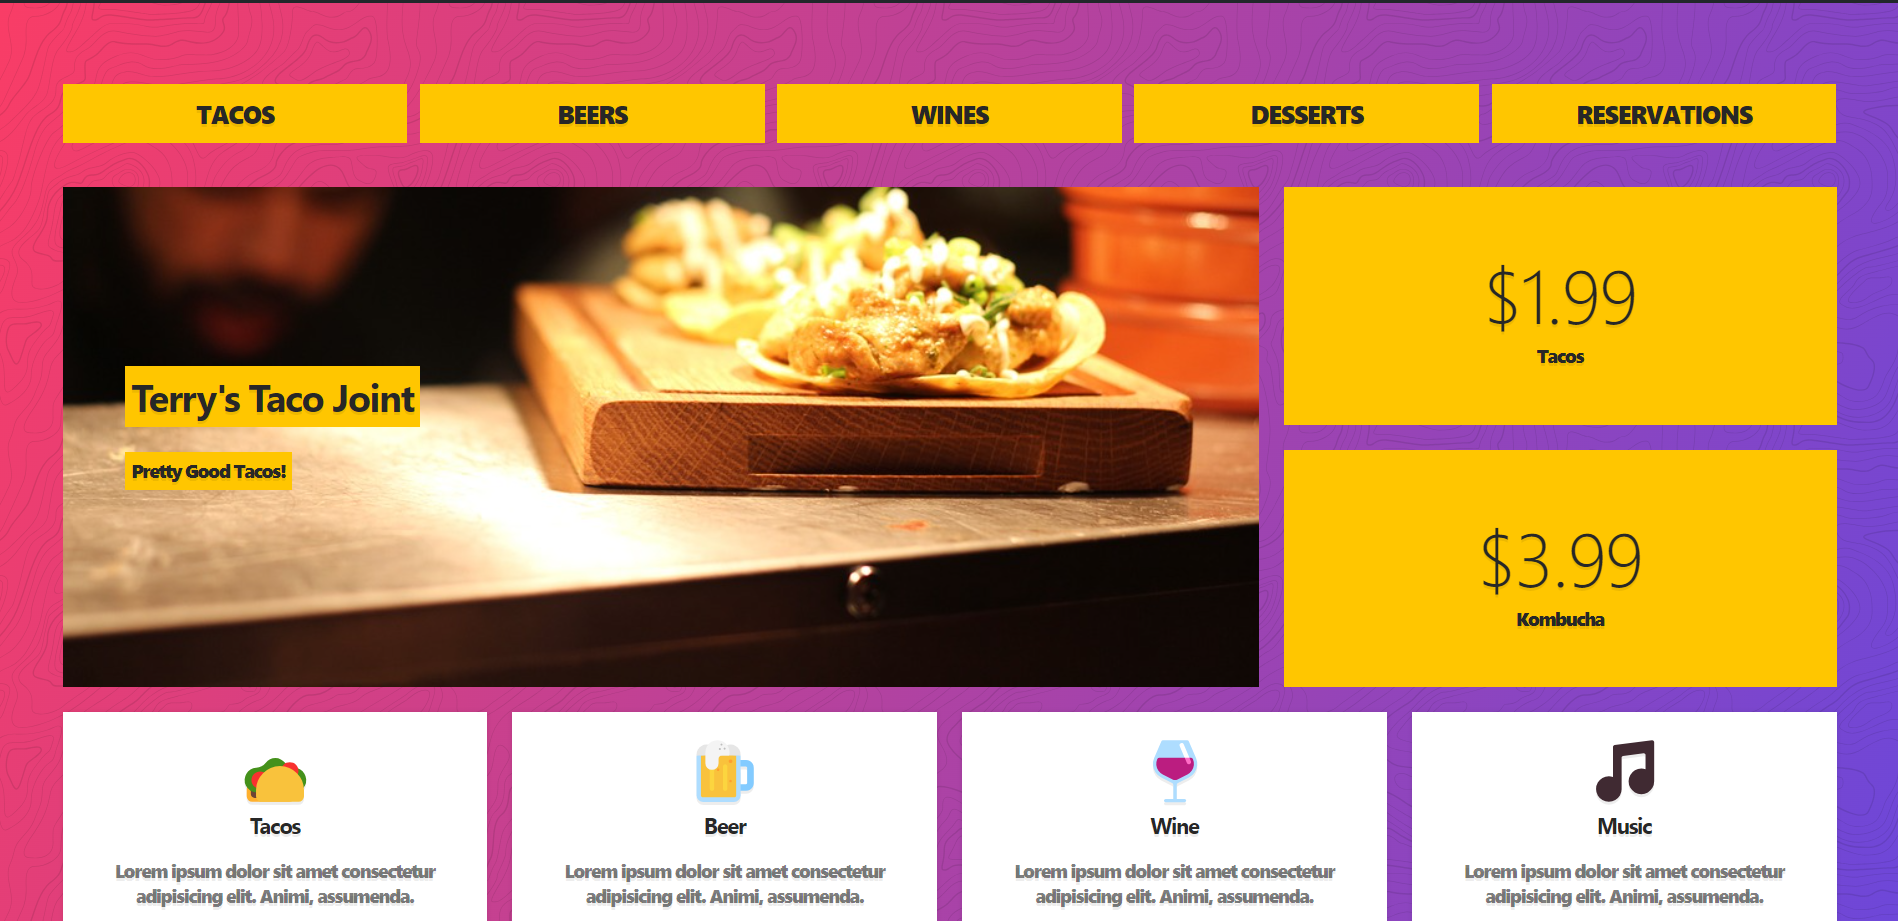 TACOS
BEERS
WINES
DESSERTS
RESERVATIONS
Terry's Taco Joint
Pretty Good Tacos!
$1.99
Tacos
$3.99
Kombucha
Tacos
Lorem ipsum dolor sit amet consectetur
adipisicing elit. Animi, assumenda.
Beer
Lorem ipsum dolor sit amet consectetur
adipisicing elit. Animi, assumenda.
Wine
Lorem ipsum dolor sit amet consectetur
adipisicing elit. Animi, assumenda.
Music
Lorem ipsum dolor sit amet consectetur
adipisicing elit. Animi, assumenda.